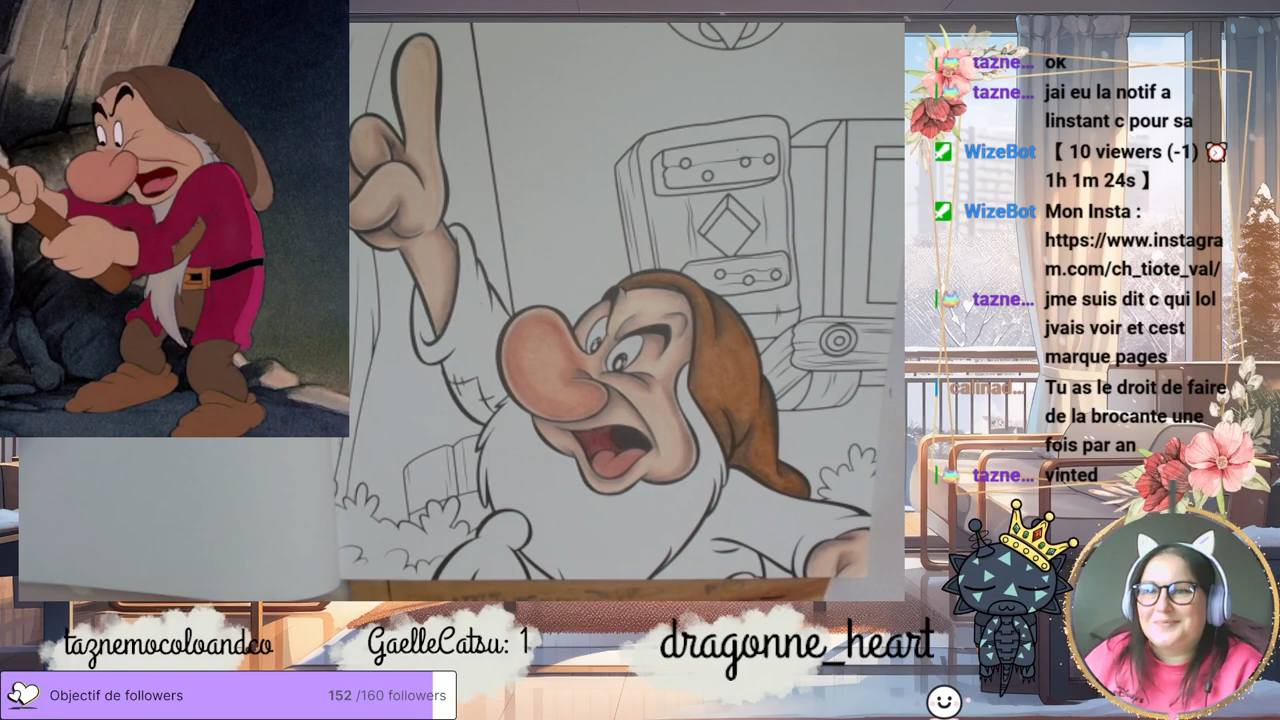 tazne... ok
tazne... jai eu la notif a
linstant c pour sa
WizeBot 【 10 viewers (-1) ⏰
1h 1m 24s 】
WizeBot Mon Insta :
https://www.instagra
m.com/ch_tiote_val/
tazne... jme suis dit c qui lol
jvais voir et cest
marque pages
calinad... Tu as le droit de faire
de la brocante une
fois par an
tazne... vinted
taznemocoloandco
GaelleCatsu: 1
dragonne_heart
Objectif de followers 152 /160 followers